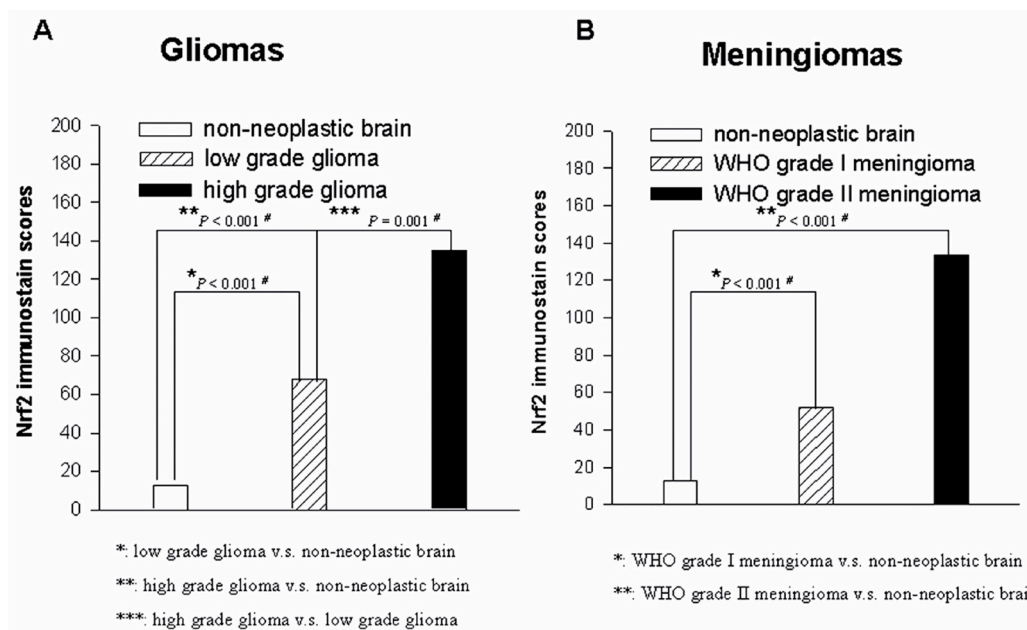 A
Gliomas
200
180
160
140
120
100
80
60
40
20
0
Nrf2 immunostain scores
non-neoplastic brain
low grade glioma
high grade glioma
** P < 0.001 #
*** P = 0.001 #
* P < 0.001 #
*: low grade glioma v.s. non-neoplastic brain
**: high grade glioma v.s. non-neoplastic brain
***: high grade glioma v.s. low grade glioma
B
Meningiomas
200
180
160
140
120
100
80
60
40
20
0
Nrf2 immunostain scores
non-neoplastic brain
WHO grade I meningioma
WHO grade II meningioma
** P < 0.001 #
* P < 0.001 #
*: WHO grade I meningioma v.s. non-neoplastic brain
**: WHO grade II meningioma v.s. non-neoplastic brai